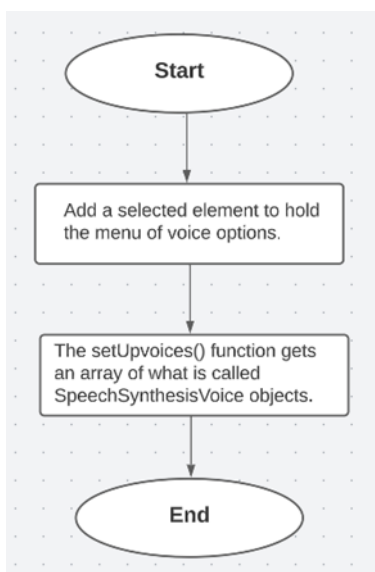 Start
Add a selected element to hold
the menu of voice options.
The setUpvoices() function gets
an array of what is called
SpeechSynthesisVoice objects.
End